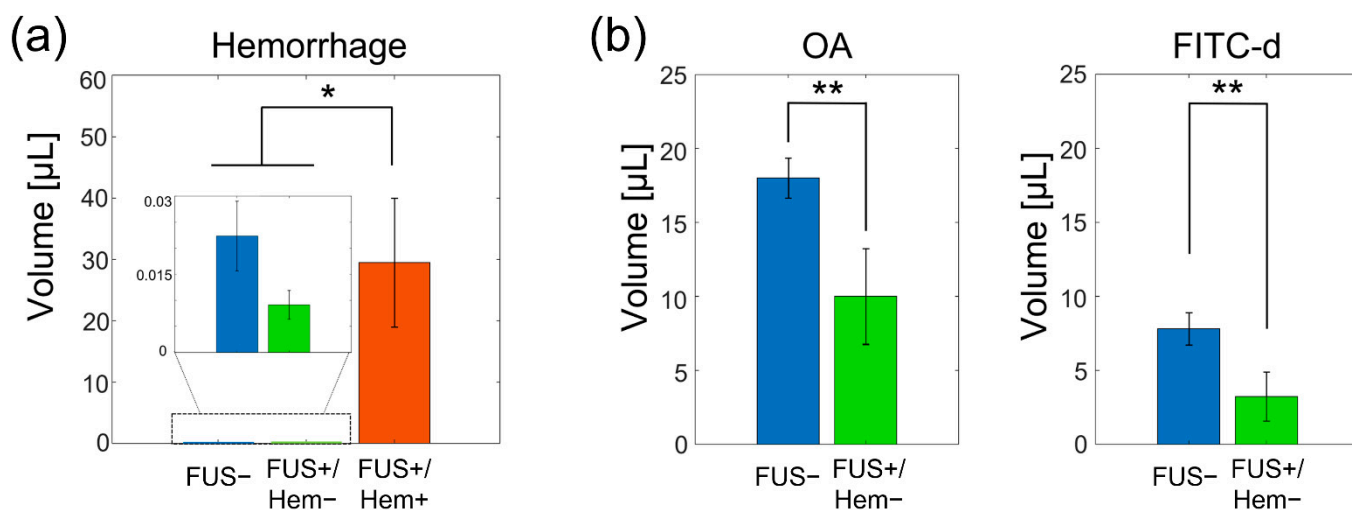 (a)
Hemorrhage
Volume [µL]
60
50
40
30
20
10
0
*
0.03
0.015
0
FUS−
FUS+/
Hem−
FUS+/
Hem+
(b)
OA
Volume [µL]
25
20
15
10
5
0
**
FUS−
FUS+/
Hem−
FITC-d
Volume [µL]
25
20
15
10
5
0
**
FUS−
FUS+/
Hem−